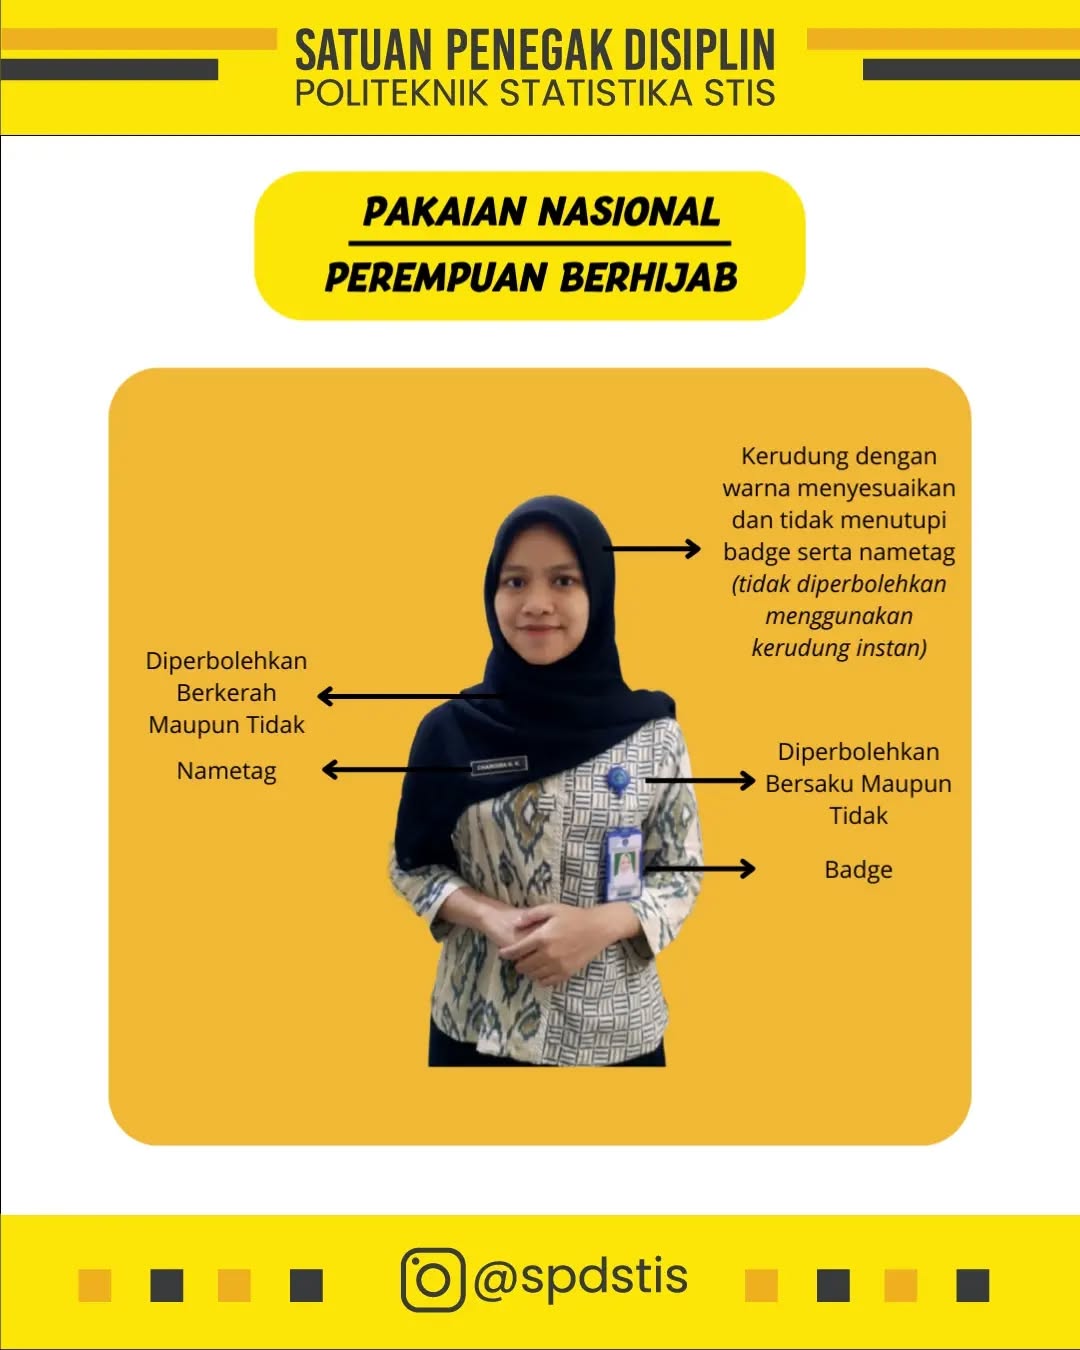 SATUAN PENEGAK DISIPLIN
POLITEKNIK STATISTIKA STIS
PAKAIAN NASIONAL
PEREMPUAN BERHIJAB
Kerudung dengan
warna menyesuaikan
dan tidak menutupi
badge serta nametag
(tidak diperbolehkan
menggunakan
kerudung instan)
Diperbolehkan
Berkerah
Maupun Tidak
Nametag
Diperbolehkan
Bersaku Maupun
Tidak
Badge
@spdstis